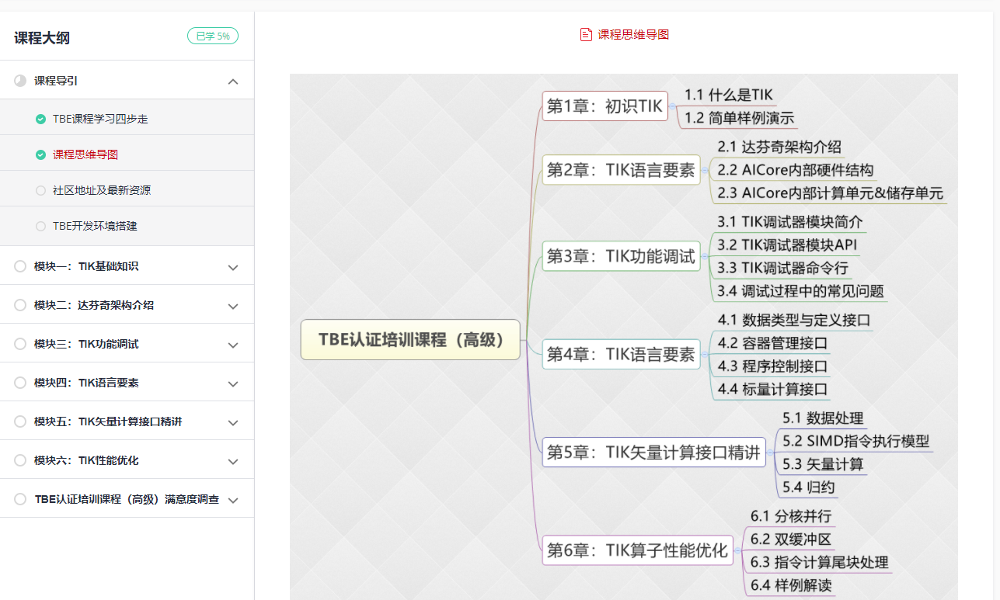 课程大纲
已学 5%
课程导引
TBE课程学习四步走
课程思维导图
社区地址及最新资源
TBE开发环境搭建
模块一：TIK基础知识
模块二：达芬奇架构介绍
模块三：TIK功能调试
模块四：TIK语言要素
模块五：TIK矢量计算接口精讲
模块六：TIK性能优化
TBE认证培训课程（高级）满意度调查
课程思维导图
TBE认证培训课程（高级）
第1章：初识TIK
1.1 什么是TIK
1.2 简单样例演示
第2章：TIK语言要素
2.1 达芬奇架构介绍
2.2 AICore内部硬件结构
2.3 AICore内部计算单元&储存单元
第3章：TIK功能调试
3.1 TIK调试器模块简介
3.2 TIK调试器模块API
3.3 TIK调试器命令行
3.4 调试过程中的常见问题
第4章：TIK语言要素
4.1 数据类型与定义接口
4.2 容器管理接口
4.3 程序控制接口
4.4 标量计算接口
第5章：TIK矢量计算接口精讲
5.1 数据处理
5.2 SIMD指令执行模型
5.3 矢量计算
5.4 归约
第6章：TIK算子性能优化
6.1 分核并行
6.2 双缓冲区
6.3 指令计算尾块处理
6.4 样例解读